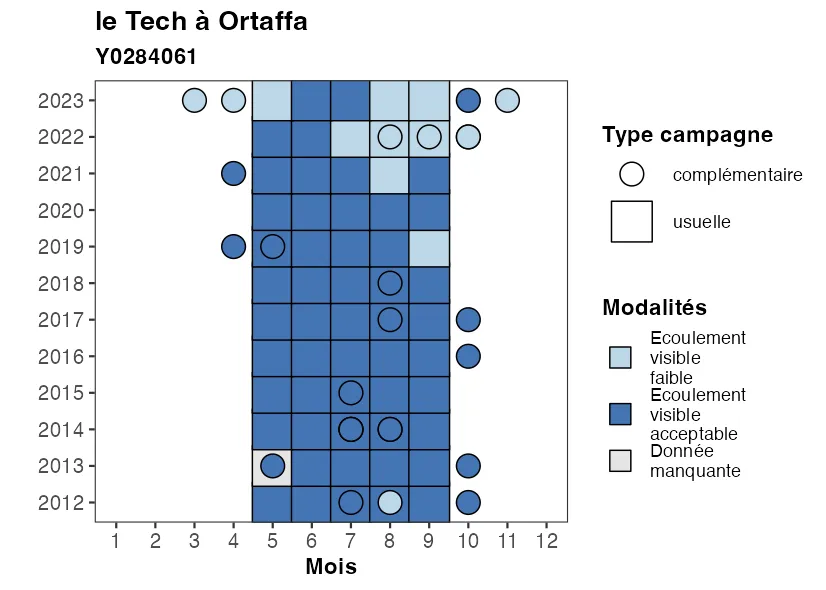 le Tech à Ortaffa
Y0284061
2023
2022
2021
2020
2019
2018
2017
2016
2015
2014
2013
2012
1 2 3 4 5 6 7 8 9 10 11 12
Mois
Type campagne
complémentaire
usuelle
Modalités
Ecoulement
visible
faible
Ecoulement
visible
acceptable
Donnée
manquante